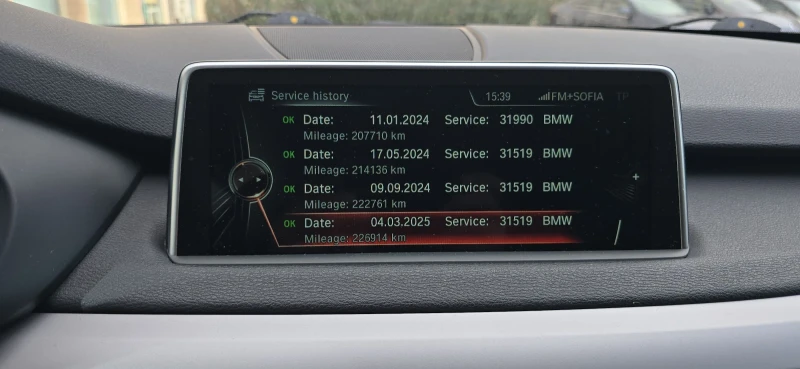 Service history 15:39 FM+SOFIA TP
OK Date: 11.01.2024 Service: 31990 BMW
Mileage: 207710 km
OK Date: 17.05.2024 Service: 31519 BMW
Mileage: 214136 km
OK Date: 09.09.2024 Service: 31519 BMW
Mileage: 222761 km
OK Date: 04.03.2025 Service: 31519 BMW
Mileage: 226914 km